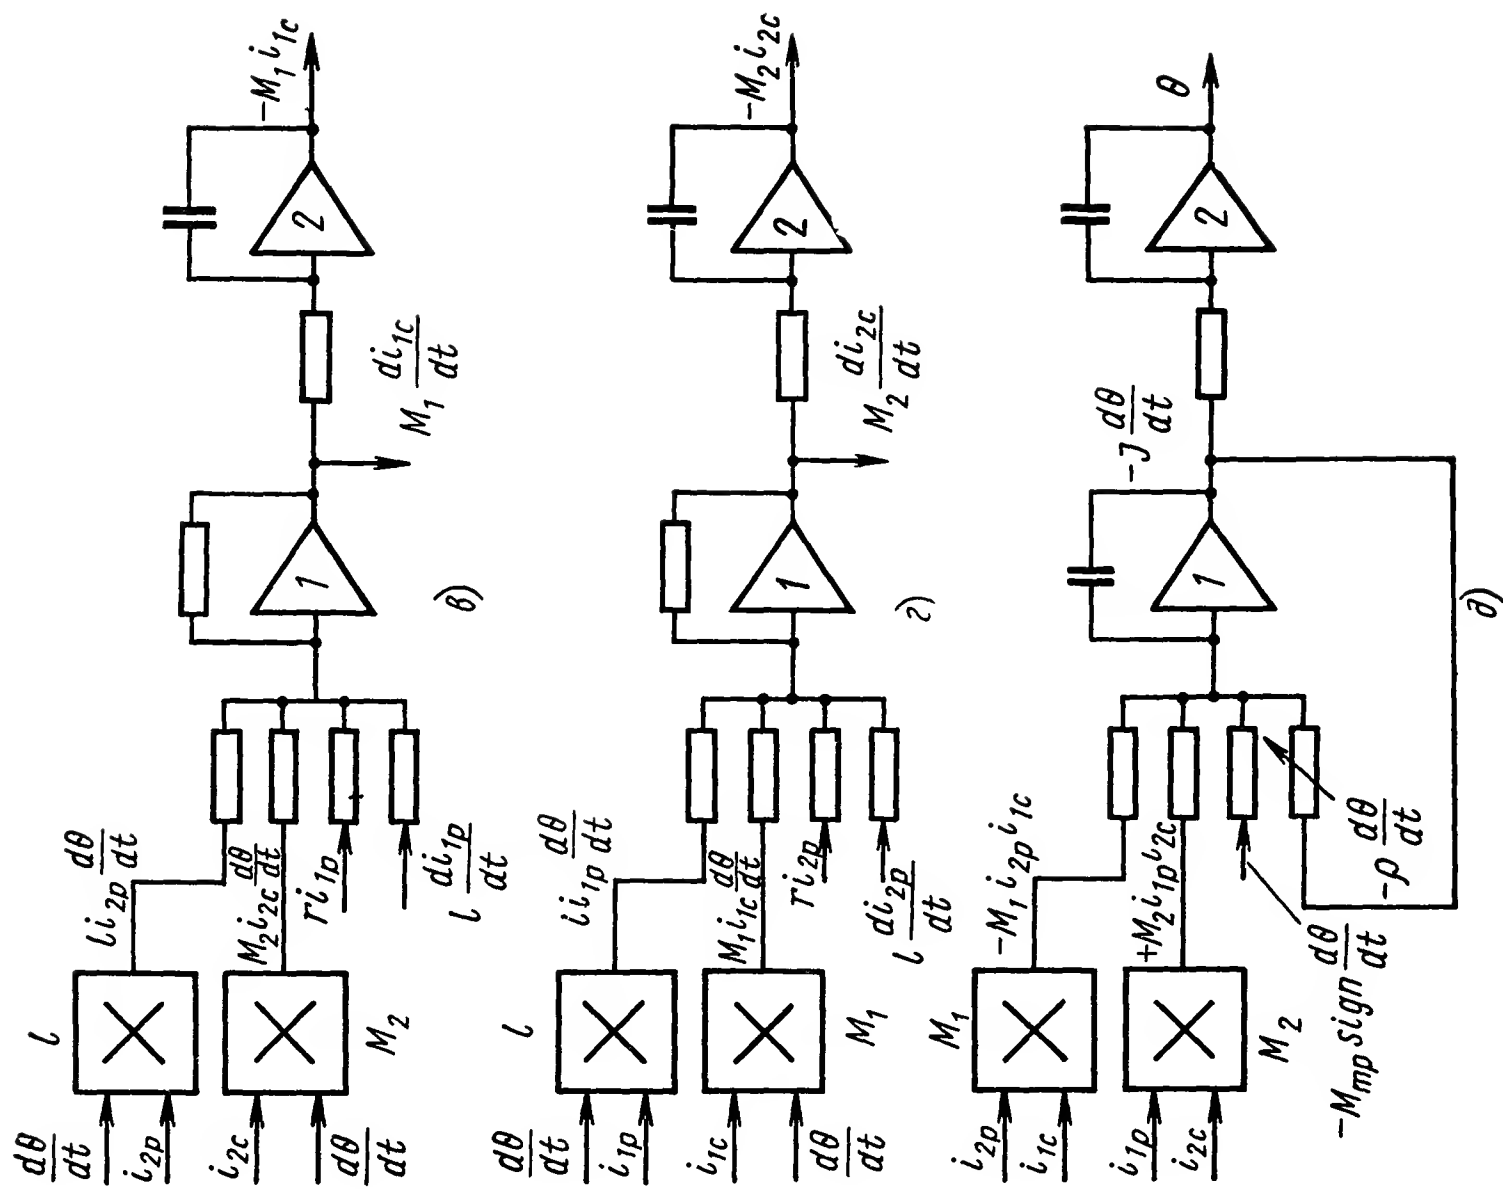 l
dθ/dt
i₂p
li₂p dθ/dt
i₂c
dθ/dt
M₂
M₂i₂c dθ/dt
ri₁p
l di₁p/dt
1
M₁ di₁c/dt
2
−M₁i₁c
в)
l
dθ/dt
i₁p
li₁p dθ/dt
i₁c
dθ/dt
M₁
M₁i₁c dθ/dt
ri₂p
l di₂p/dt
1
M₂ di₂c/dt
2
−M₂i₂c
г)
M₁
i₂p
i₁c
−M₁i₂pi₁c
i₁p
i₂c
M₂
+M₂i₁pi₂c
−Mтр sign dθ/dt
−ρ dθ/dt
1
−J dθ/dt
2
θ
д)